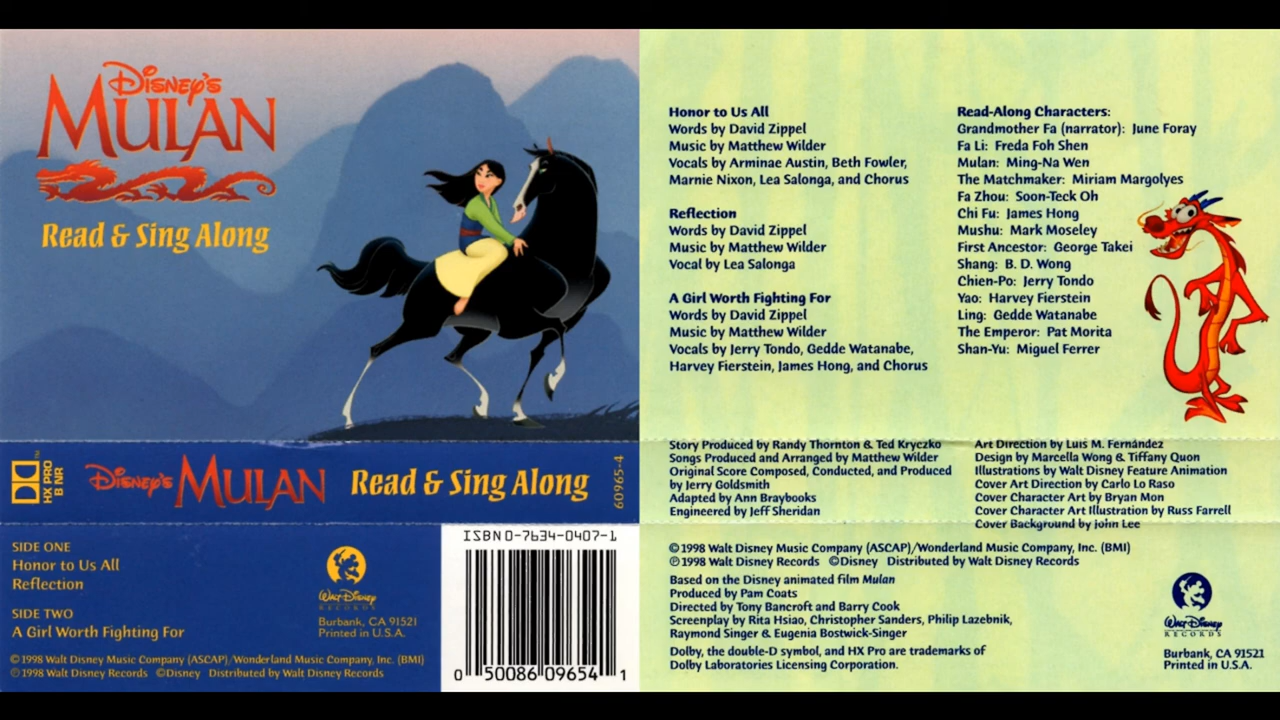 Disney's
MULAN
Read & Sing Along
HX PRO
B NR
Disney's MULAN Read & Sing Along
60965-4
SIDE ONE
Honor to Us All
Reflection
SIDE TWO
A Girl Worth Fighting For
WALT DISNEY
RECORDS
Burbank, CA 91521
Printed in U.S.A.
©1998 Walt Disney Music Company (ASCAP)/Wonderland Music Company, Inc. (BMI)
℗1998 Walt Disney Records ©Disney Distributed by Walt Disney Records
ISBN 0-7634-0407-1
0 50086 09654 1
Honor to Us All
Words by David Zippel
Music by Matthew Wilder
Vocals by Arminae Austin, Beth Fowler,
Marnie Nixon, Lea Salonga, and Chorus
Reflection
Words by David Zippel
Music by Matthew Wilder
Vocal by Lea Salonga
A Girl Worth Fighting For
Words by David Zippel
Music by Matthew Wilder
Vocals by Jerry Tondo, Gedde Watanabe,
Harvey Fierstein, James Hong, and Chorus
Read-Along Characters:
Grandmother Fa (narrator): June Foray
Fa Li: Freda Foh Shen
Mulan: Ming-Na Wen
The Matchmaker: Miriam Margolyes
Fa Zhou: Soon-Teck Oh
Chi Fu: James Hong
Mushu: Mark Moseley
First Ancestor: George Takei
Shang: B. D. Wong
Chien-Po: Jerry Tondo
Yao: Harvey Fierstein
Ling: Gedde Watanabe
The Emperor: Pat Morita
Shan-Yu: Miguel Ferrer
Story Produced by Randy Thornton & Ted Kryczko
Songs Produced and Arranged by Matthew Wilder
Original Score Composed, Conducted, and Produced
by Jerry Goldsmith
Adapted by Ann Braybooks
Engineered by Jeff Sheridan
Art Direction by Luis M. Fernández
Design by Marcella Wong & Tiffany Quon
Illustrations by Walt Disney Feature Animation
Cover Art Direction by Carlo Lo Raso
Cover Character Art by Bryan Mon
Cover Character Art Illustration by Russ Farrell
Cover Background by John Lee
©1998 Walt Disney Music Company (ASCAP)/Wonderland Music Company, Inc. (BMI)
℗1998 Walt Disney Records ©Disney Distributed by Walt Disney Records
Based on the Disney animated film Mulan
Produced by Pam Coats
Directed by Tony Bancroft and Barry Cook
Screenplay by Rita Hsiao, Christopher Sanders, Philip Lazebnik,
Raymond Singer & Eugenia Bostwick-Singer
Dolby, the double-D symbol, and HX Pro are trademarks of
Dolby Laboratories Licensing Corporation.
WALT DISNEY
RECORDS
Burbank, CA 91521
Printed in U.S.A.